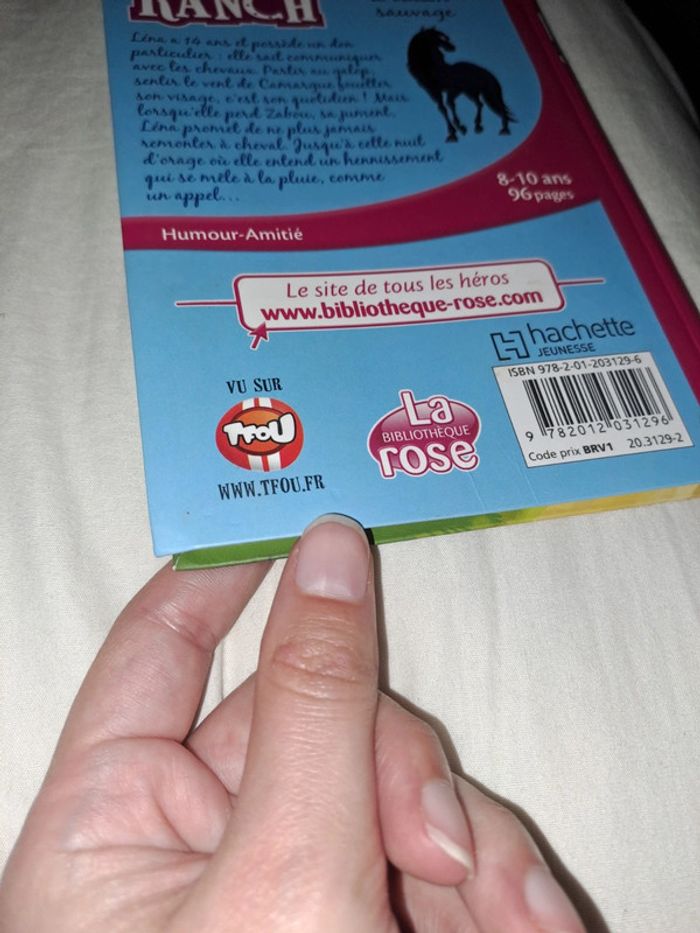 RANCH
sauvage
Léna a 14 ans et possède un don
particulier : elle sait communiquer
avec les chevaux. Partir au galop,
sentir le vent de Camargue fouetter
son visage, c'est son quotidien ! Mais
lorsqu'elle perd Zabou, sa jument,
Léna promet de ne plus jamais
remonter à cheval. Jusqu'à cette nuit
d'orage où elle entend un hennissement
qui se mêle à la pluie, comme
un appel...
8-10 ans
96 pages
Humour-Amitié
Le site de tous les héros
www.bibliotheque-rose.com
hachette
JEUNESSE
ISBN 978-2-01-203129-6
9 782012 031296
Code prix BRV1 20.3129-2
VU SUR
TFOU
WWW.TFOU.FR
La
BIBLIOTHÈQUE
rose